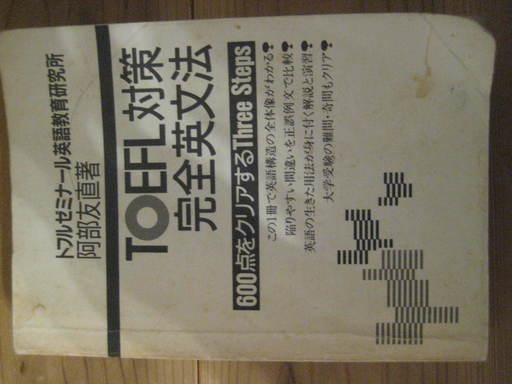 トフルゼミナール英語教育研究所
阿部友直著
TOEFL対策
完全英文法
600点をクリアするThree Steps
この1冊で英語構造の全体像がわかる！
陥りやすい間違いを正誤例文で比較！
英語の生きた用法が身に付く解説と演習！
大学受験の難問・奇問もクリア！